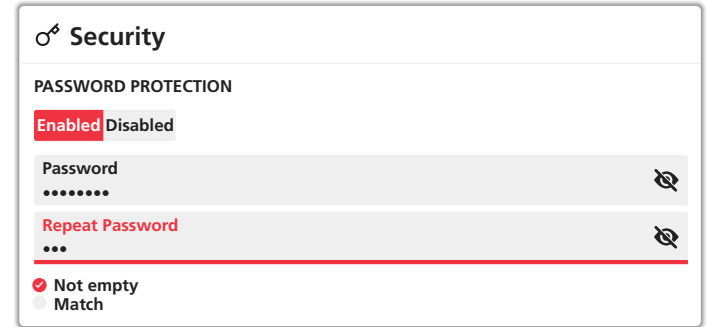 Security
PASSWORD PROTECTION
Enabled Disabled
Password
••••••••
Repeat Password
•••
Not empty
Match